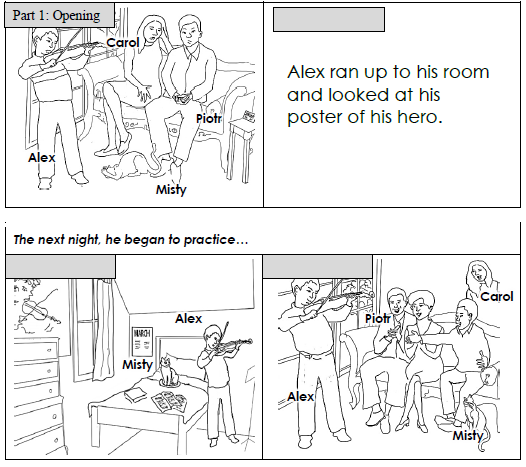 Part 1: Opening
Carol
Piotr
Alex
Misty
Alex ran up to his room
and looked at his
poster of his hero.
The next night, he began to practice…
Alex
MARCH
Misty
Carol
Piotr
Alex
Misty